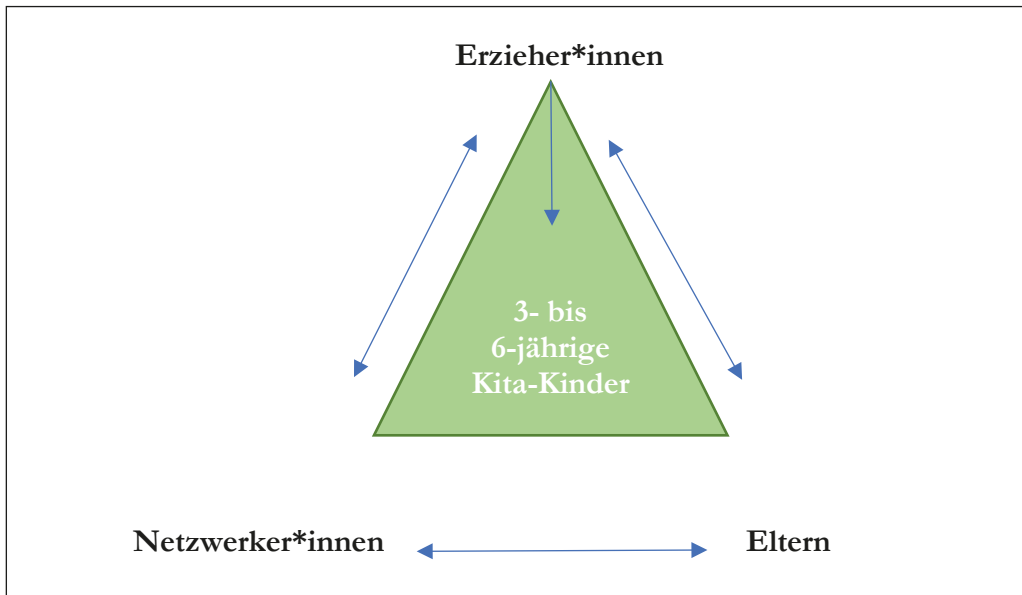 Erzieher*innen
3- bis
6-jährige
Kita-Kinder
Netzwerker*innen
Eltern